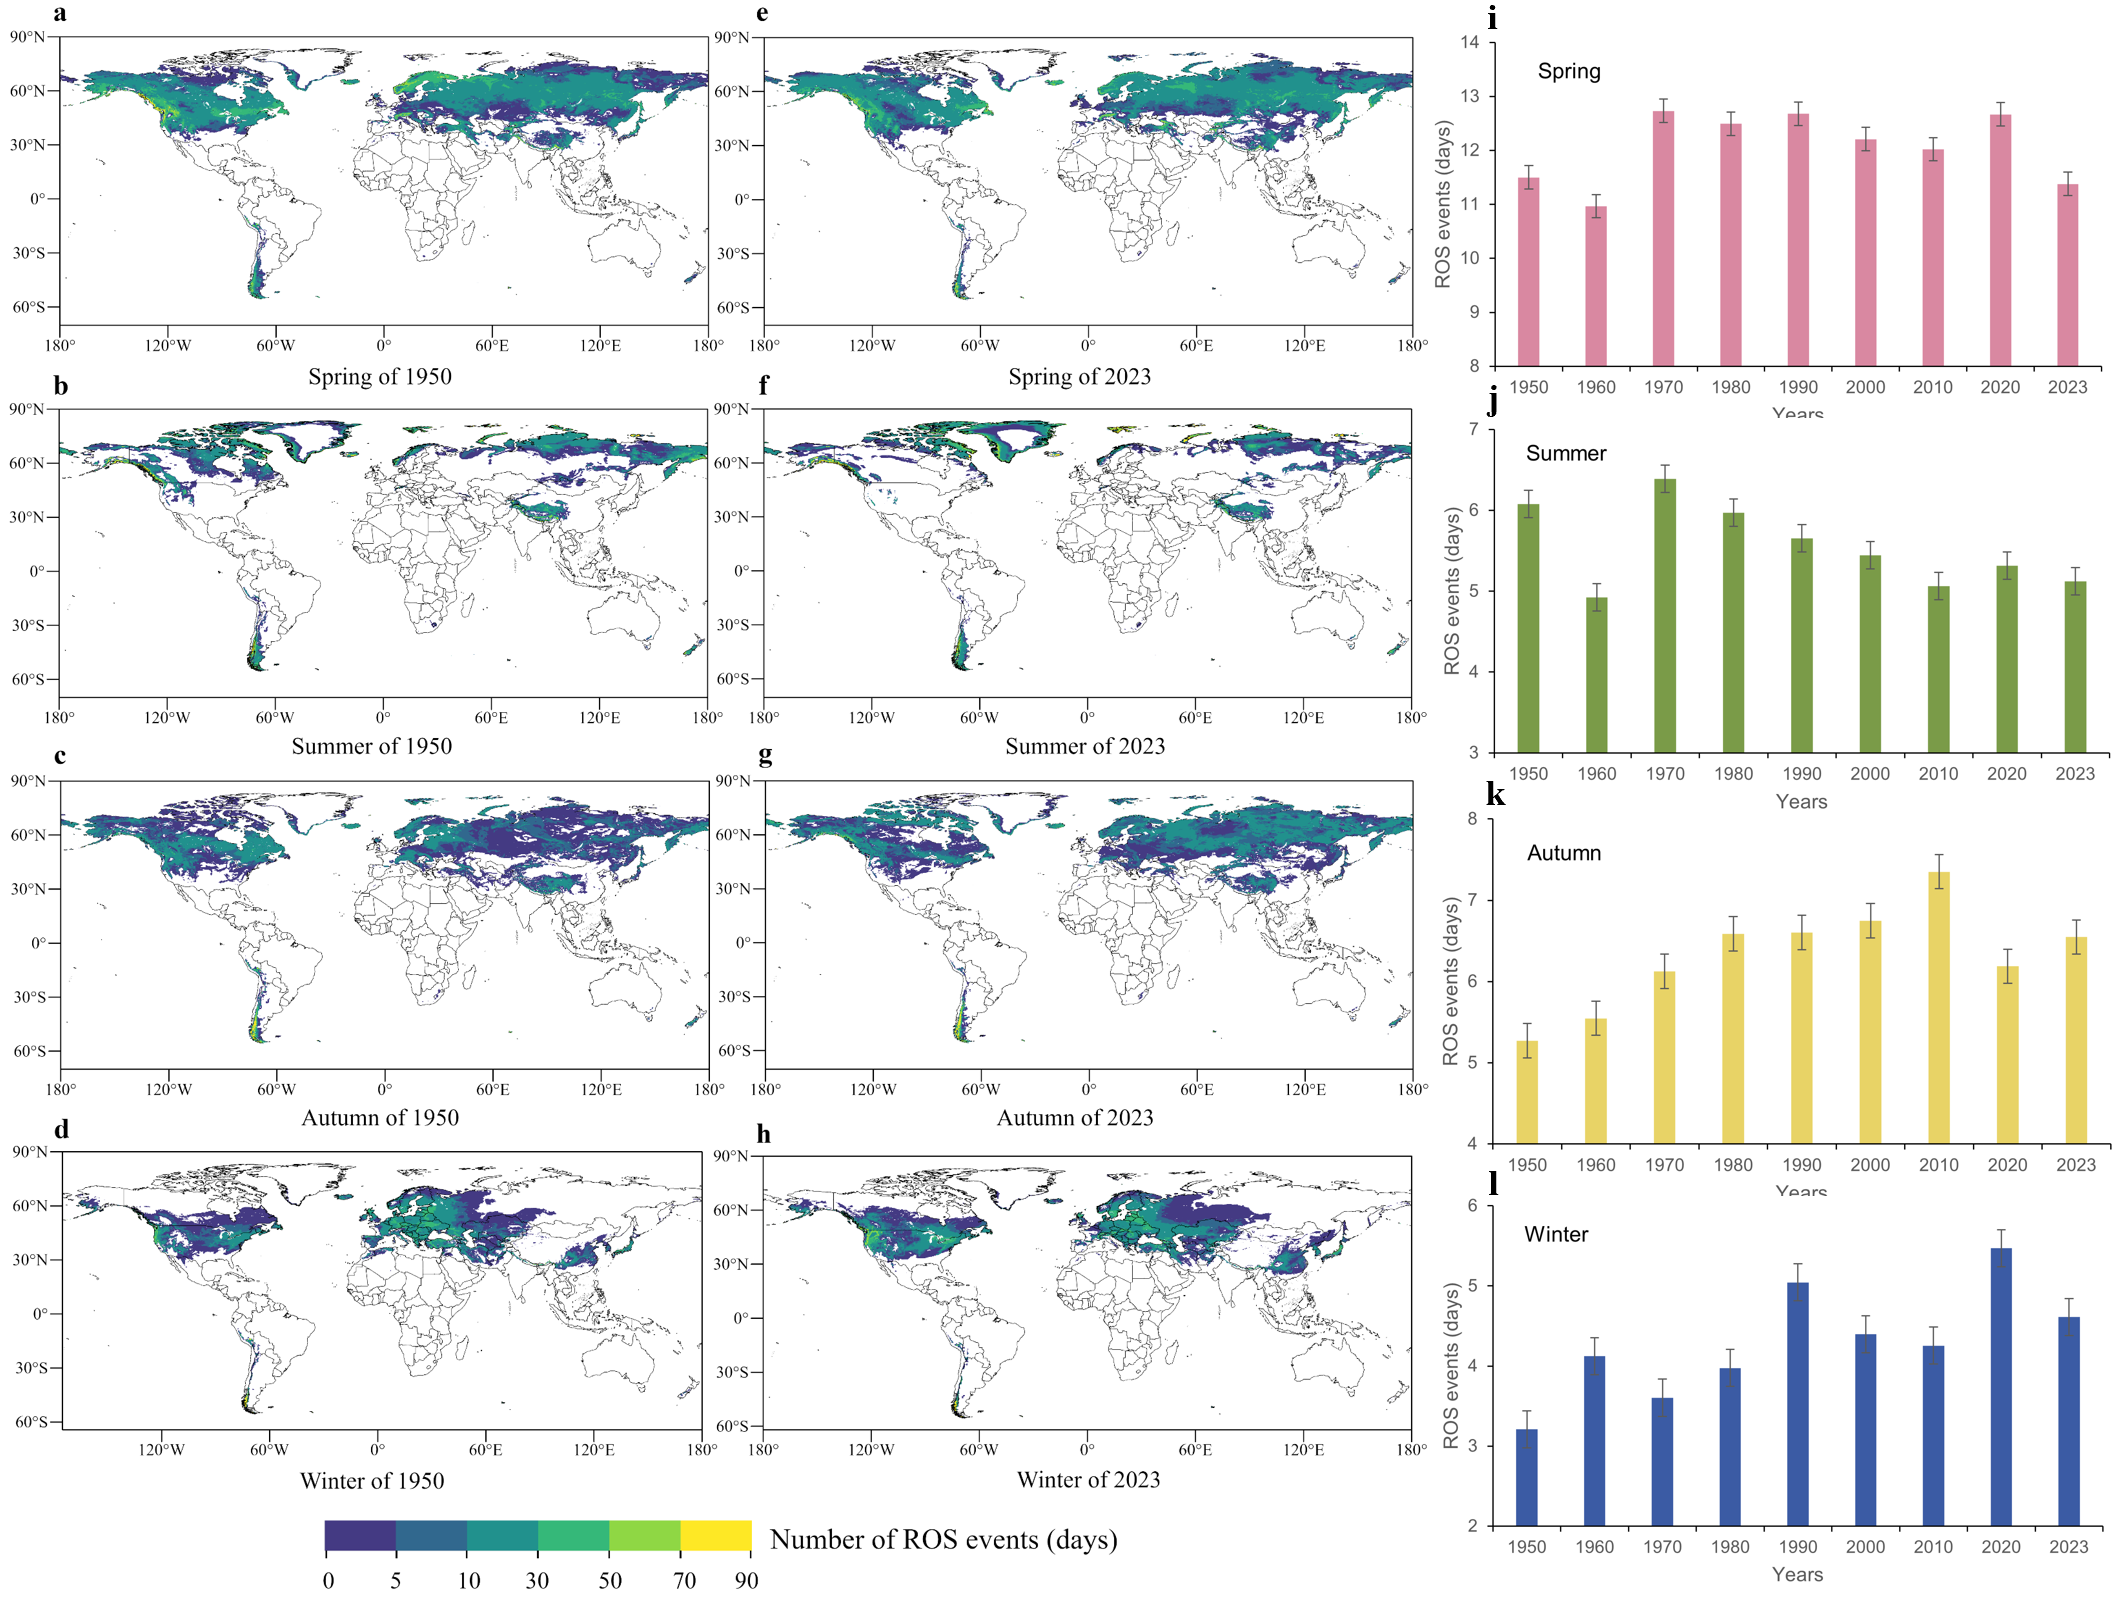 a
90°N
60°N
30°N
0°
30°S
60°S
180° 120°W 60°W 0° 60°E 120°E 180°
Spring of 1950
b
90°N
60°N
30°N
0°
30°S
60°S
180° 120°W 60°W 0° 60°E 120°E 180°
Summer of 1950
c
90°N
60°N
30°N
0°
30°S
60°S
180° 120°W 60°W 0° 60°E 120°E 180°
Autumn of 1950
d
90°N
60°N
30°N
0°
30°S
60°S
120°W 60°W 0° 60°E 120°E 180°
Winter of 1950
e
90°N
60°N
30°N
0°
30°S
60°S
180° 120°W 60°W 0° 60°E 120°E 180°
Spring of 2023
f
90°N
60°N
30°N
0°
30°S
60°S
180° 120°W 60°W 0° 60°E 120°E 180°
Summer of 2023
g
90°N
60°N
30°N
0°
30°S
60°S
180° 120°W 60°W 0° 60°E 120°E 180°
Autumn of 2023
h
90°N
60°N
30°N
0°
30°S
60°S
180° 120°W 60°W 0° 60°E 120°E 180°
Winter of 2023
Number of ROS events (days)
0 5 10 30 50 70 90
i
Spring
ROS events (days)
14
13
12
11
10
9
8
1950 1960 1970 1980 1990 2000 2010 2020 2023
Years
j
Summer
ROS events (days)
7
6
5
4
3
1950 1960 1970 1980 1990 2000 2010 2020 2023
Years
k
Autumn
ROS events (days)
8
7
6
5
4
1950 1960 1970 1980 1990 2000 2010 2020 2023
Years
l
Winter
ROS events (days)
6
5
4
3
2
1950 1960 1970 1980 1990 2000 2010 2020 2023
Years